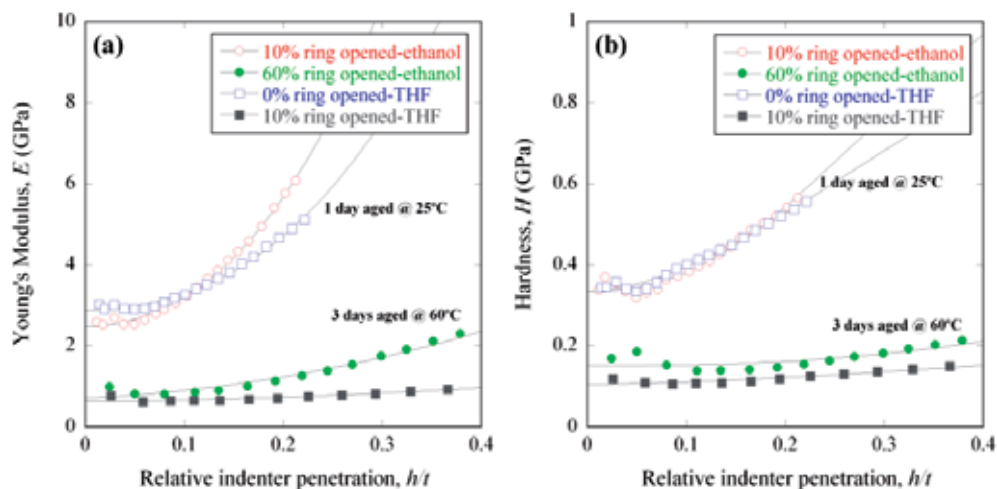 (a)
10% ring opened-ethanol
60% ring opened-ethanol
0% ring opened-THF
10% ring opened-THF
1 day aged @ 25ºC
3 days aged @ 60ºC
Young's Modulus, E (GPa)
10
8
6
4
2
0
0
0.1
0.2
0.3
0.4
Relative indenter penetration, h/t
(b)
10% ring opened-ethanol
60% ring opened-ethanol
0% ring opened-THF
10% ring opened-THF
1 day aged @ 25ºC
3 days aged @ 60ºC
Hardness, H (GPa)
1
0.8
0.6
0.4
0.2
0
0
0.1
0.2
0.3
0.4
Relative indenter penetration, h/t